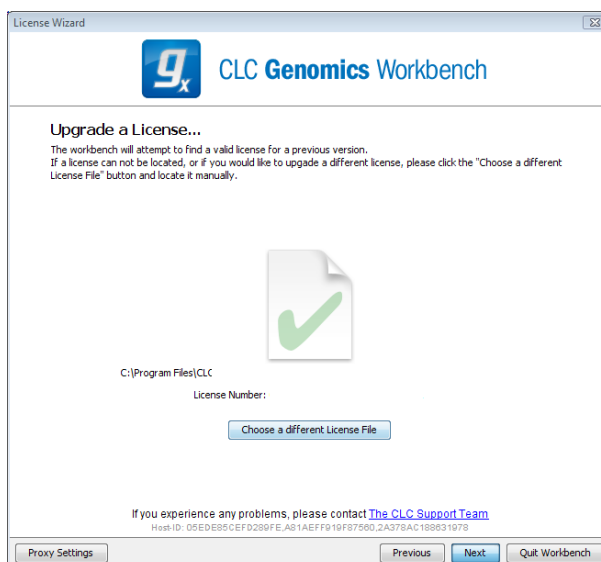 License Wizard
gx
CLC Genomics Workbench
Upgrade a License...
The workbench will attempt to find a valid license for a previous version.
If a license can not be located, or if you would like to upgade a different license, please click the "Choose a different
License File" button and locate it manually.
C:\Program Files\CLC
License Number:
Choose a different License File
If you experience any problems, please contact The CLC Support Team
Host-ID: 05EDE85CEFD289FE,A81AEFF919F87560,2A378AC188631978
Proxy Settings
Previous
Next
Quit Workbench